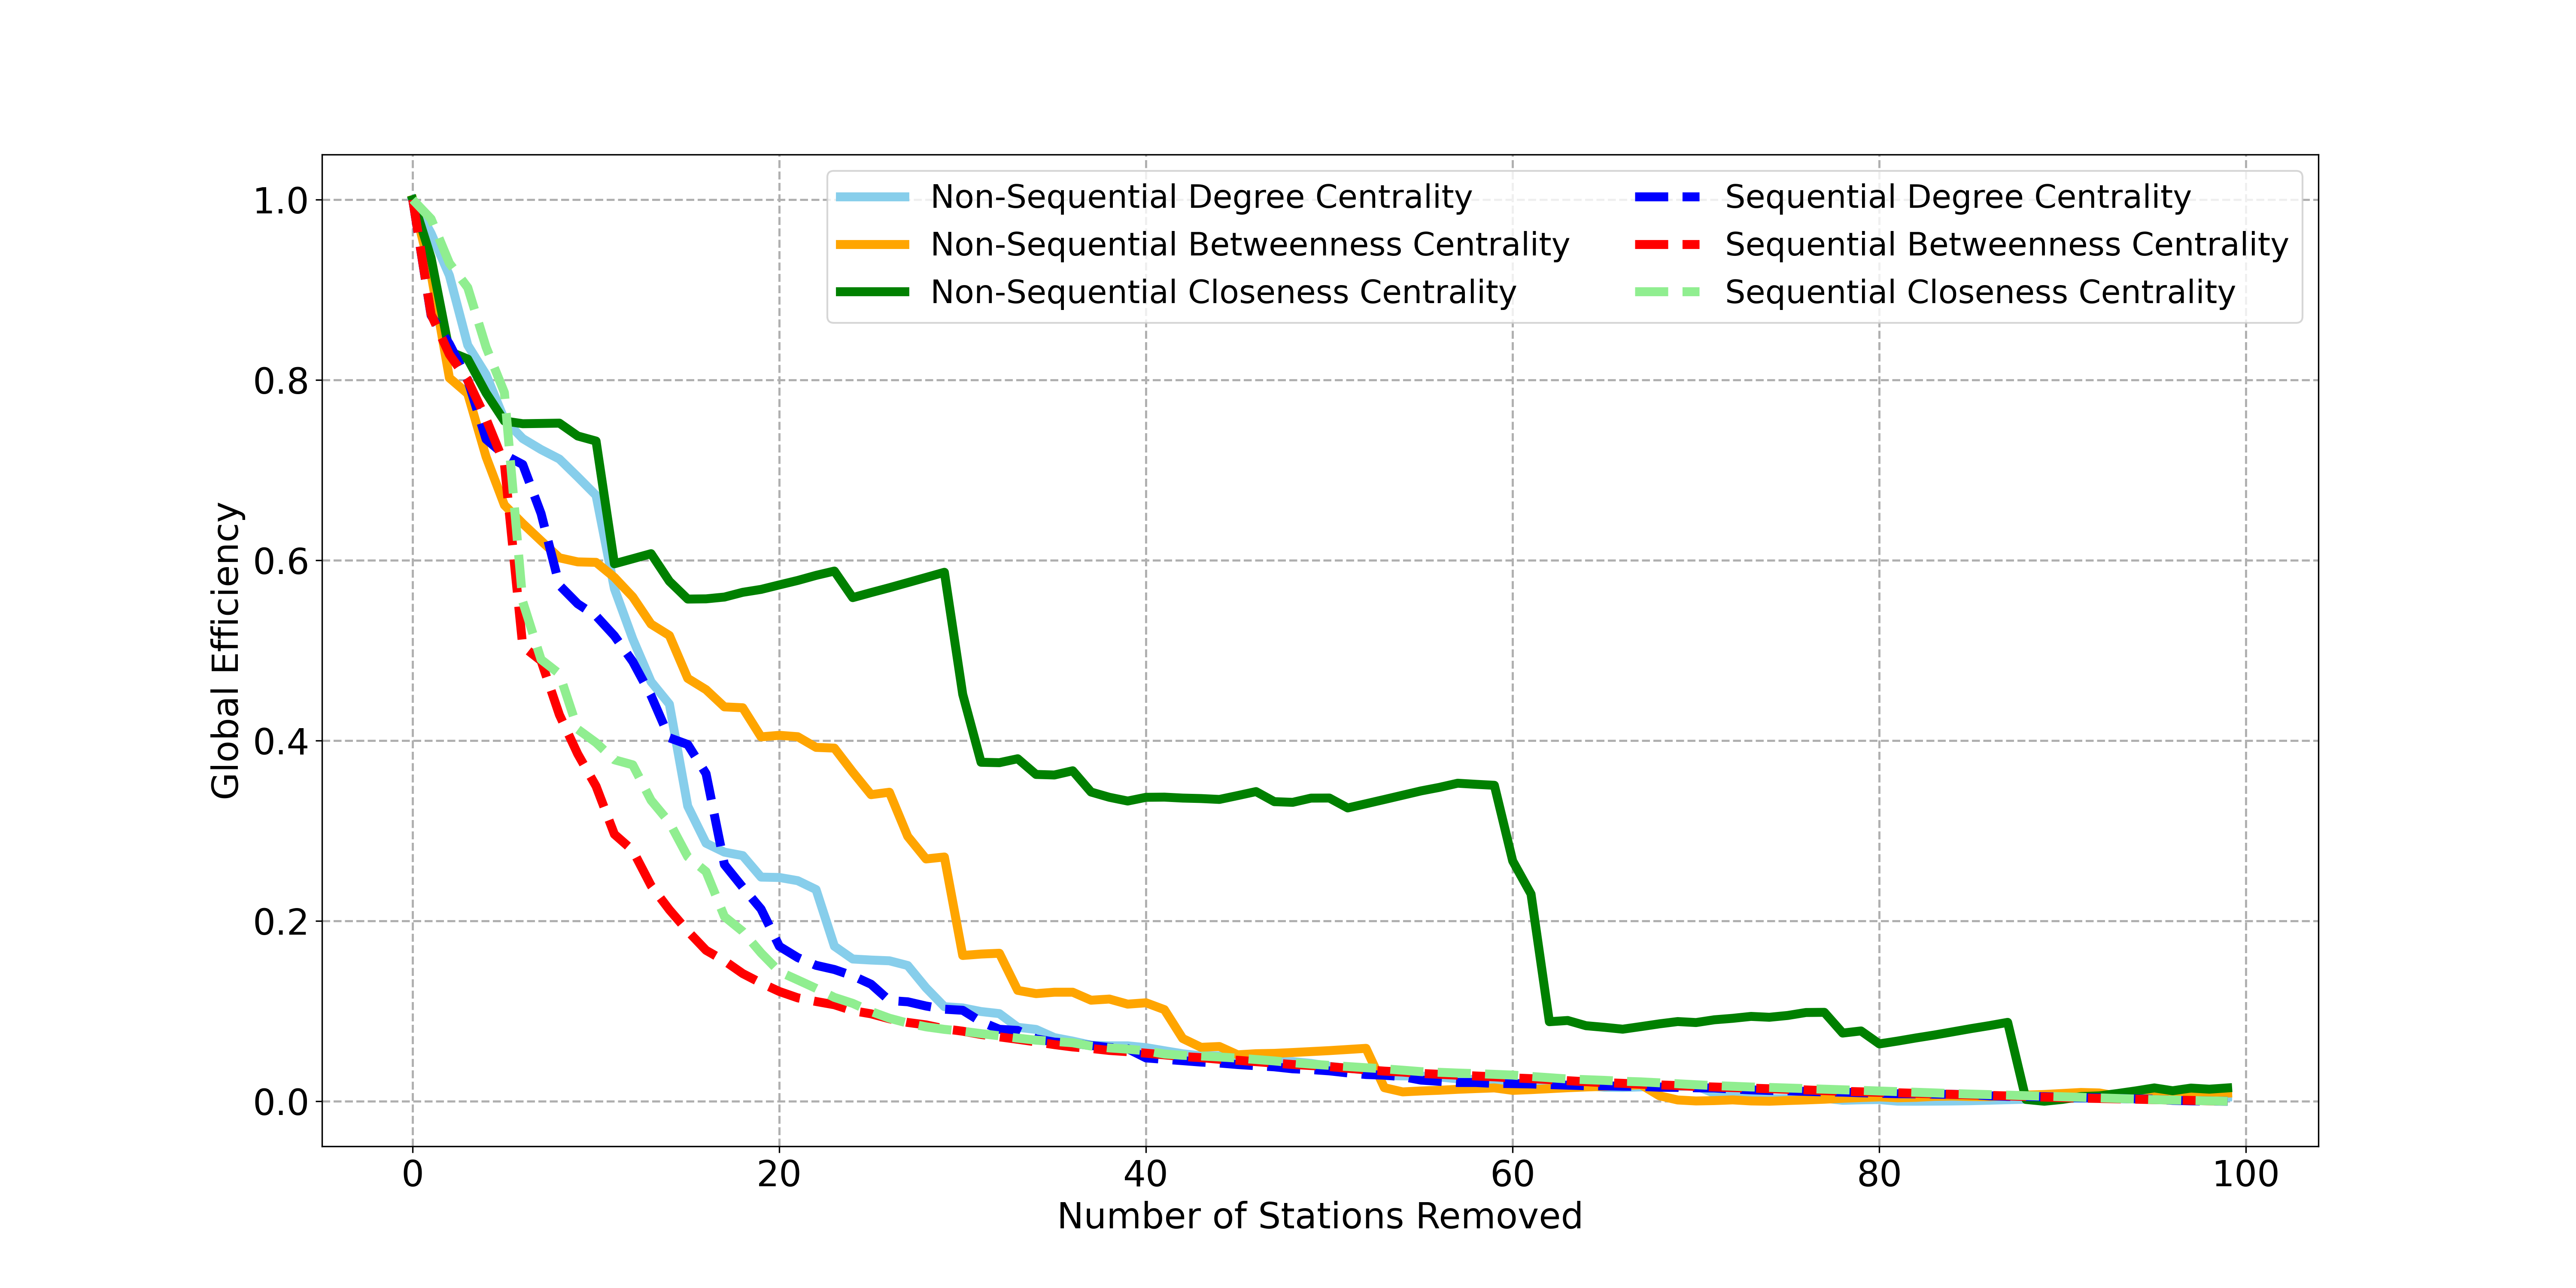 Non-Sequential Degree Centrality
Non-Sequential Betweenness Centrality
Non-Sequential Closeness Centrality
Sequential Degree Centrality
Sequential Betweenness Centrality
Sequential Closeness Centrality
Global Efficiency
1.0
0.8
0.6
0.4
0.2
0.0
0 20 40 60 80 100
Number of Stations Removed